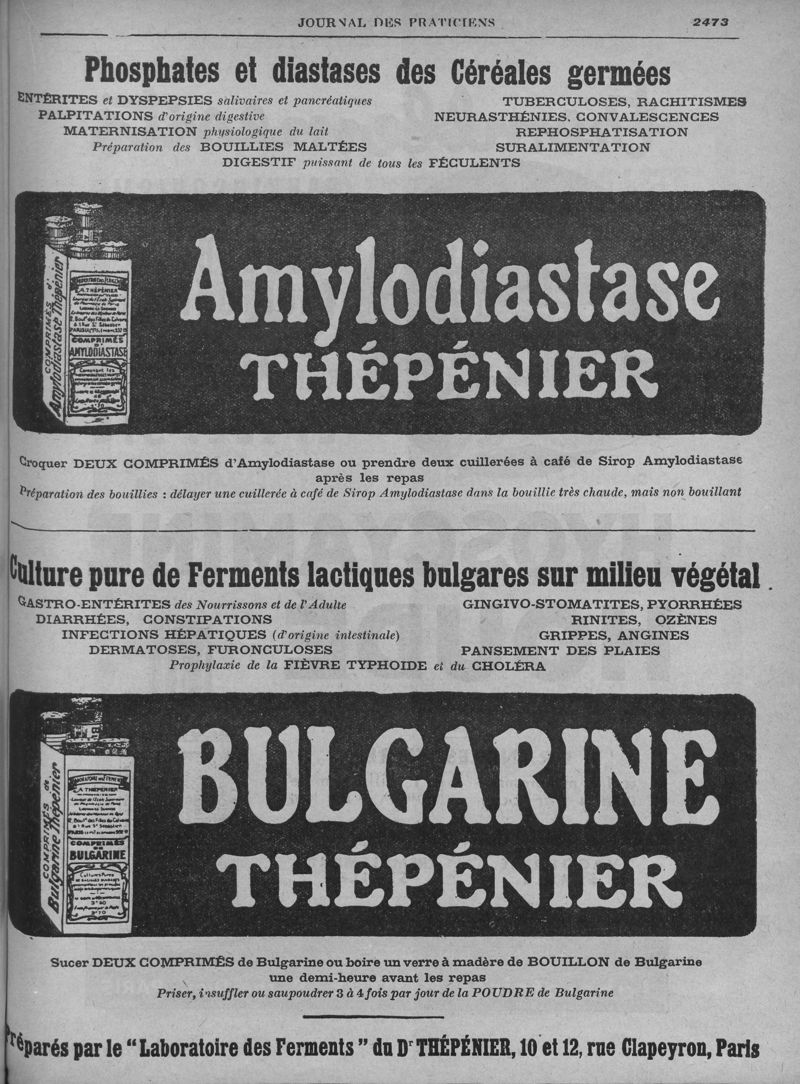 JOURNAL DES PRATICIENS 2473
Phosphates et diastases des Céréales germées
ENTÉRITES et DYSPEPSIES salivaires et pancréatiques
TUBERCULOSES, RACHITISMES
PALPITATIONS d'origine digestive
NEURASTHÉNIES, CONVALESCENCES
MATERNISATION physiologique du lait
REPHOSPHATISATION
Préparation des BOUILLIES MALTÉES
SURALIMENTATION
DIGESTIF puissant de tous les FÉCULENTS
COMPRIMÉS d'
Amylodiastase Thépénier
A. THÉPÉNIER
COMPRIMÉS
D'
AMYLODIASTASE
Amylodiastase
THÉPÉNIER
Croquer DEUX COMPRIMÉS d'Amylodiastase ou prendre deux cuillerées à café de Sirop Amylodiastase
après les repas
Préparation des bouillies : délayer une cuillerée à café de Sirop Amylodiastase dans la bouillie très chaude, mais non bouillant
Culture pure de Ferments lactiques bulgares sur milieu végétal.
GASTRO-ENTÉRITES des Nourrissons et de l'Adulte
GINGIVO-STOMATITES, PYORRHÉES
DIARRHÉES, CONSTIPATIONS
RINITES, OZÈNES
INFECTIONS HÉPATIQUES (d'origine intestinale)
GRIPPES, ANGINES
DERMATOSES, FURONCULOSES
PANSEMENT DES PLAIES
Prophylaxie de la FIÈVRE TYPHOIDE et du CHOLÉRA
COMPRIMÉS de
Bulgarine Thépénier
A. THÉPÉNIER
COMPRIMÉS
DE
BULGARINE
BULGARINE
THÉPÉNIER
Sucer DEUX COMPRIMÉS de Bulgarine ou boire un verre à madère de BOUILLON de Bulgarine
une demi-heure avant les repas
Priser, insuffler ou saupoudrer 3 à 4 fois par jour de la POUDRE de Bulgarine
Préparés par le “Laboratoire des Ferments” du Dr THÉPÉNIER, 10 et 12, rue Clapeyron, Paris